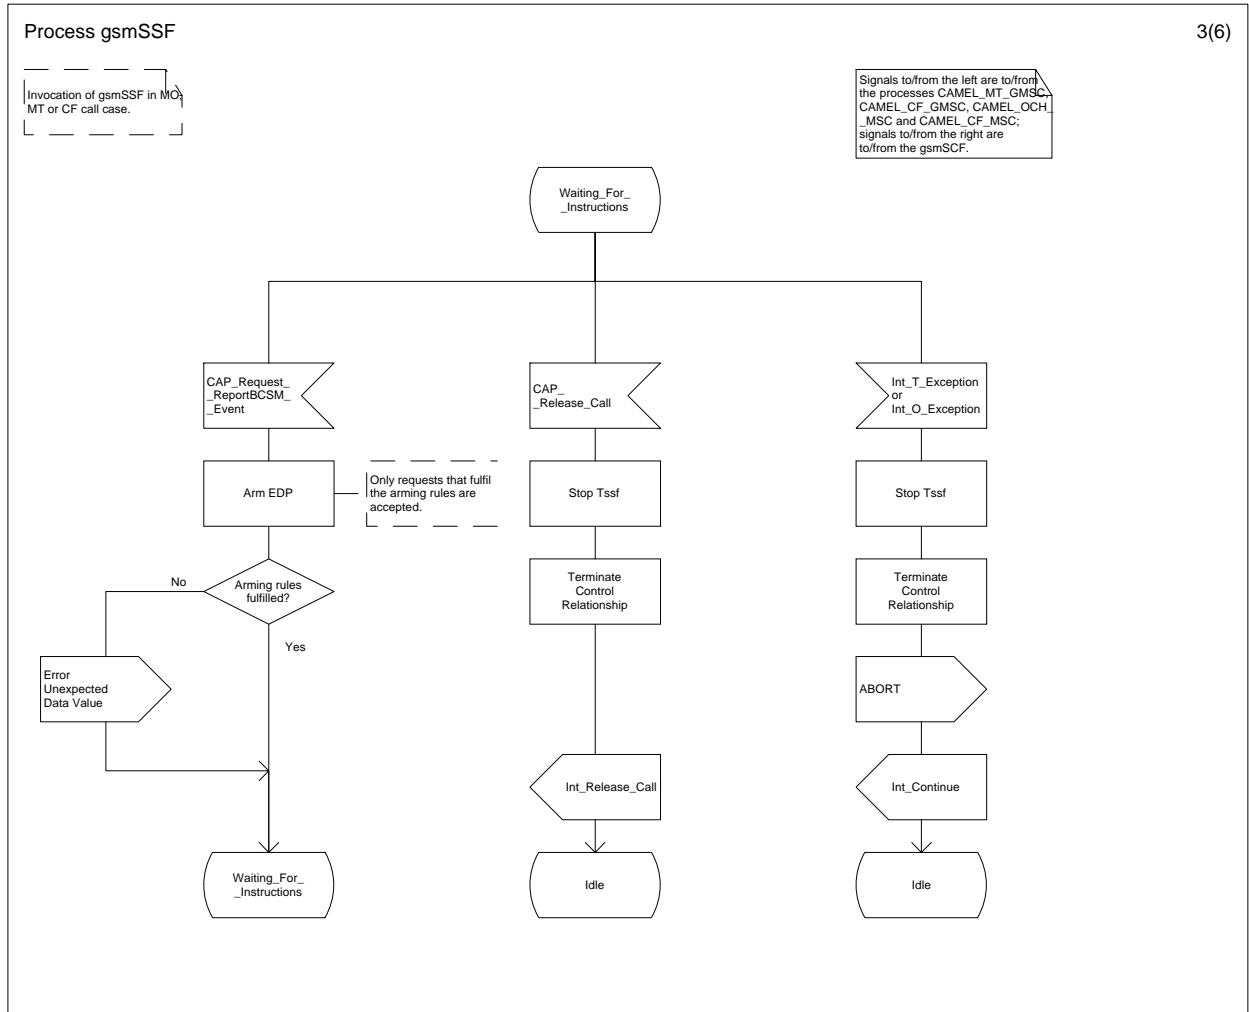 Process gsmSSF
3(6)
Invocation of gsmSSF in MO,
MT or CF call case.
Signals to/from the left are to/from
the processes CAMEL_MT_GMSC,
CAMEL_CF_GMSC, CAMEL_OCH_
_MSC and CAMEL_CF_MSC;
signals to/from the right are
to/from the gsmSCF.
Waiting_For_
_Instructions
CAP_Request_
_ReportBCSM_
_Event
CAP_
_Release_Call
Int_T_Exception
or
Int_O_Exception
Arm EDP
Only requests that fulfil
the arming rules are
accepted.
Stop Tssf
Stop Tssf
No
Arming rules
fulfilled?
Yes
Terminate
Control
Relationship
Terminate
Control
Relationship
Error
Unexpected
Data Value
ABORT
Int_Release_Call
Int_Continue
Waiting_For_
_Instructions
Idle
Idle